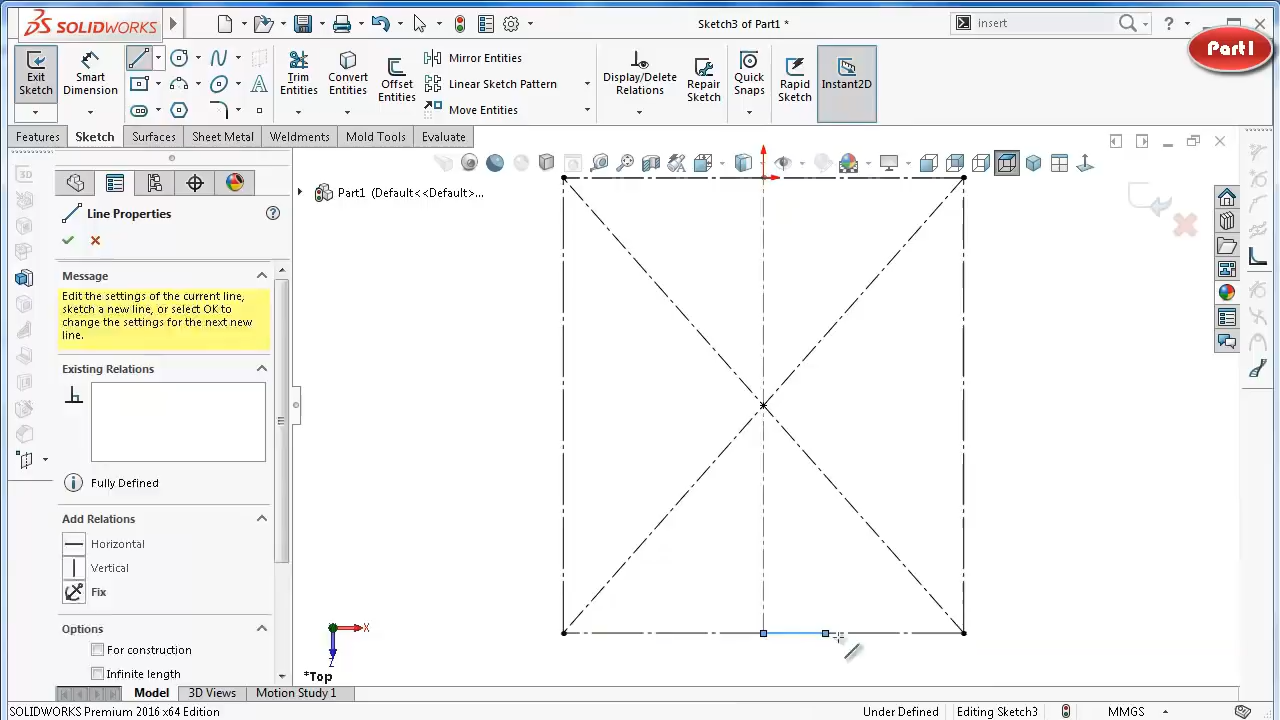 SOLIDWORKS
Sketch3 of Part1 *
insert
?
Part1
Exit Sketch
Smart Dimension
Trim Entities
Convert Entities
Offset Entities
Mirror Entities
Linear Sketch Pattern
Move Entities
Display/Delete Relations
Repair Sketch
Quick Snaps
Rapid Sketch
Instant2D
Features
Sketch
Surfaces
Sheet Metal
Weldments
Mold Tools
Evaluate
Part1 (Default<<Default>...
Line Properties
?
Message
Edit the settings of the current line,
sketch a new line, or select OK to
change the settings for the next new
line.
Existing Relations
Fully Defined
Add Relations
Horizontal
Vertical
Fix
Options
For construction
Infinite length
X
Z
*Top
Model
3D Views
Motion Study 1
SOLIDWORKS Premium 2016 x64 Edition
Under Defined
Editing Sketch3
MMGS